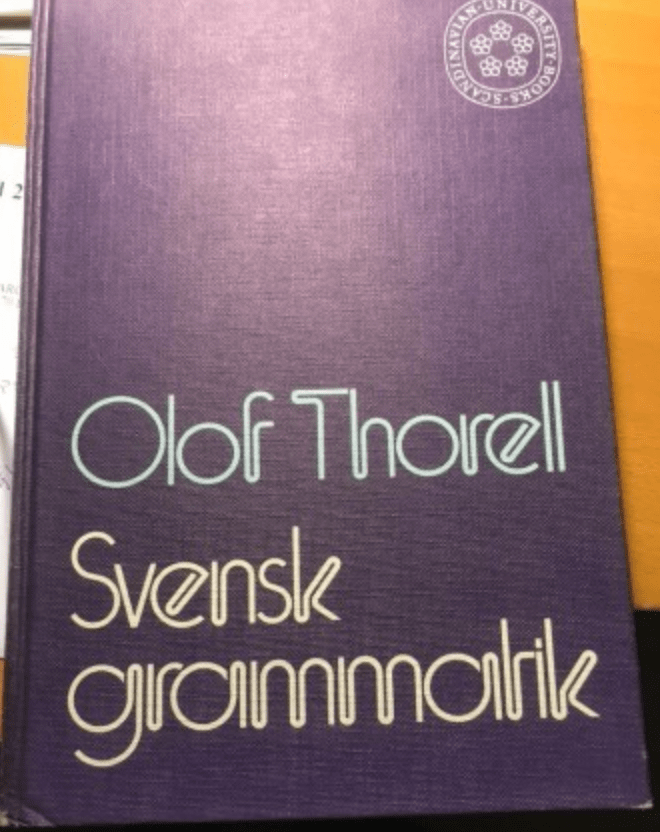 SCANDINAVIAN·UNIVERSITY·BOOKS·
Olof Thorell
Svensk
grammatik